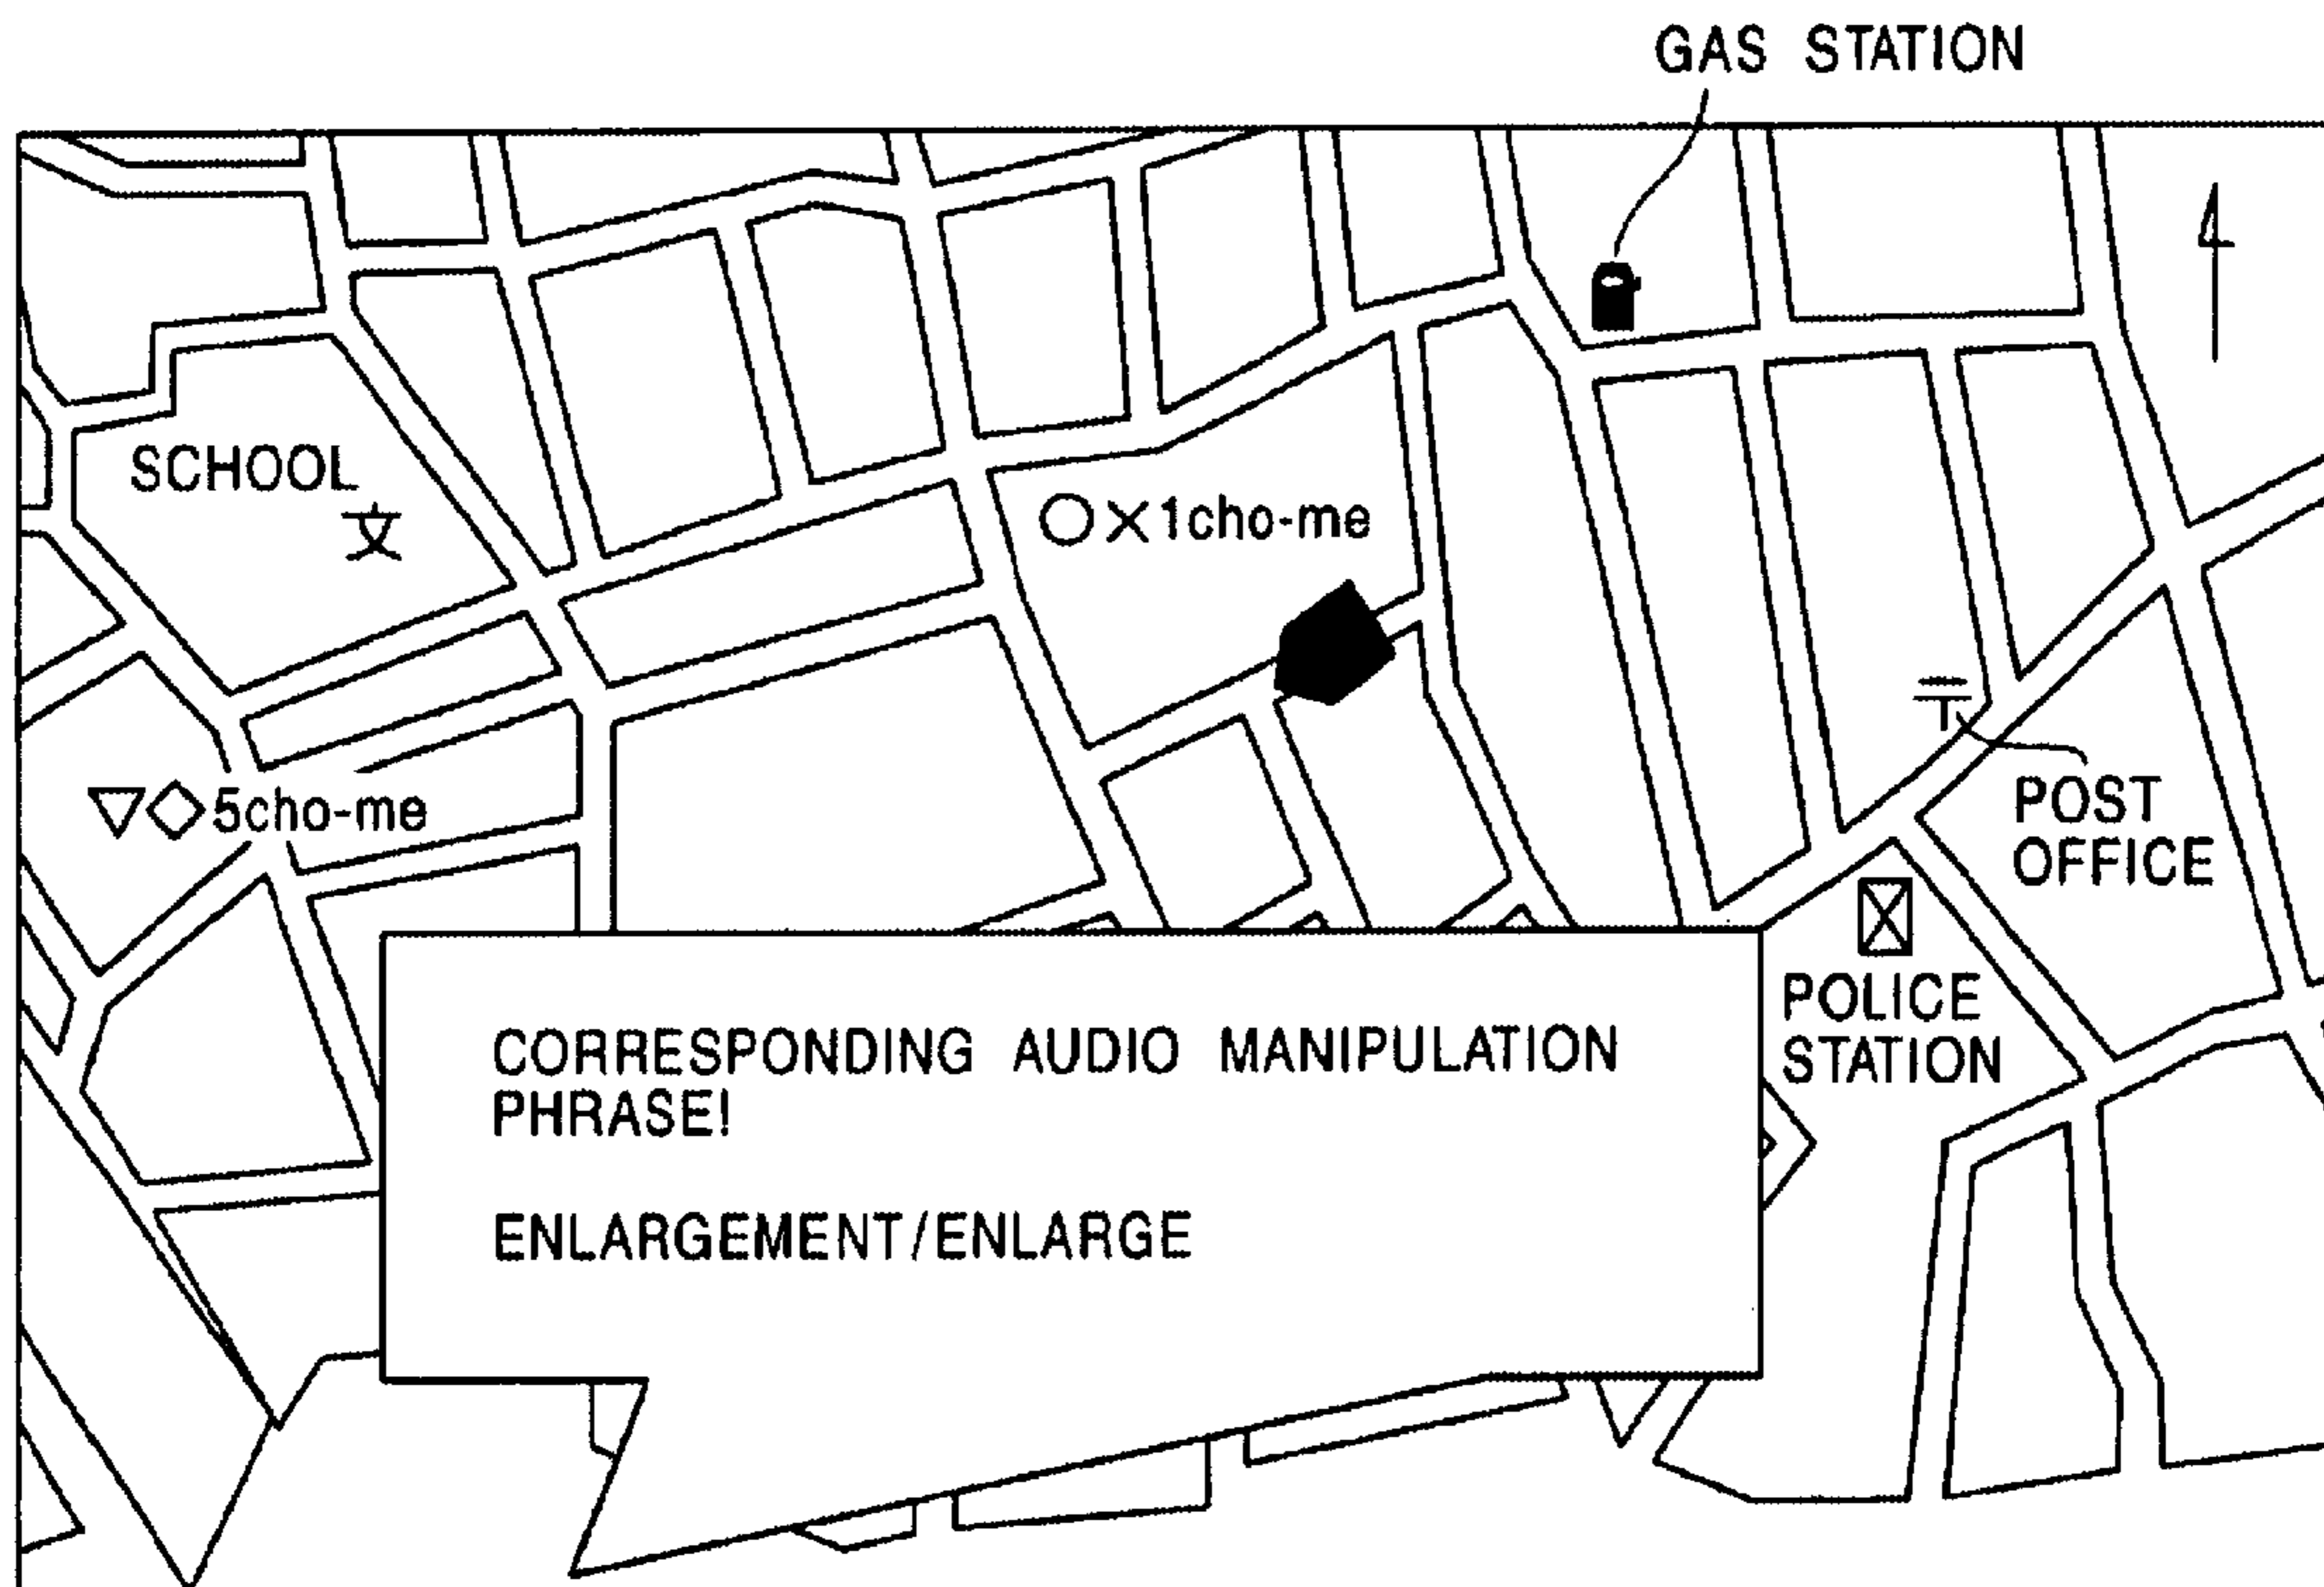 GAS STATION
SCHOOL
文
○×1cho-me
〒
▽◇5cho-me
POST
OFFICE
POLICE
STATION
CORRESPONDING AUDIO MANIPULATION
PHRASE!
ENLARGEMENT/ENLARGE